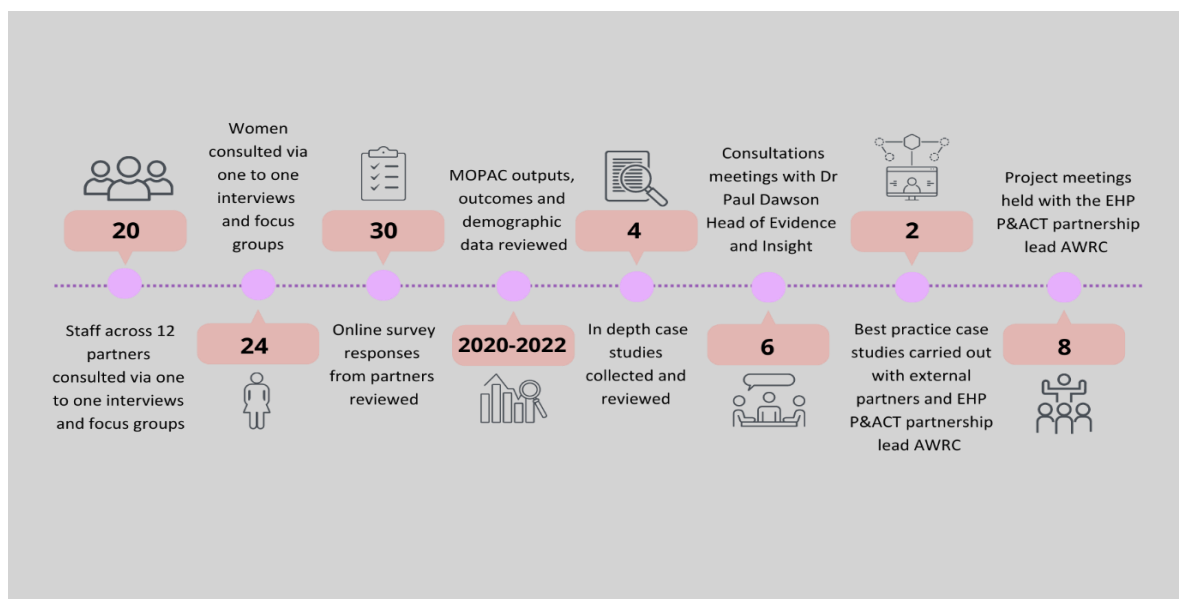 20
Staff across 12
partners
consulted via one
to one interviews
and focus groups
Women
consulted via
one to one
interviews
and focus
groups
24
30
Online survey
responses
from partners
reviewed
MOPAC outputs,
outcomes and
demographic
data reviewed
2020-2022
4
In depth case
studies
collected and
reviewed
Consultations
meetings with Dr
Paul Dawson
Head of Evidence
and Insight
6
2
Best practice case
studies carried out
with external
partners and EHP
P&ACT partnership
lead AWRC
Project meetings
held with the EHP
P&ACT partnership
lead AWRC
8